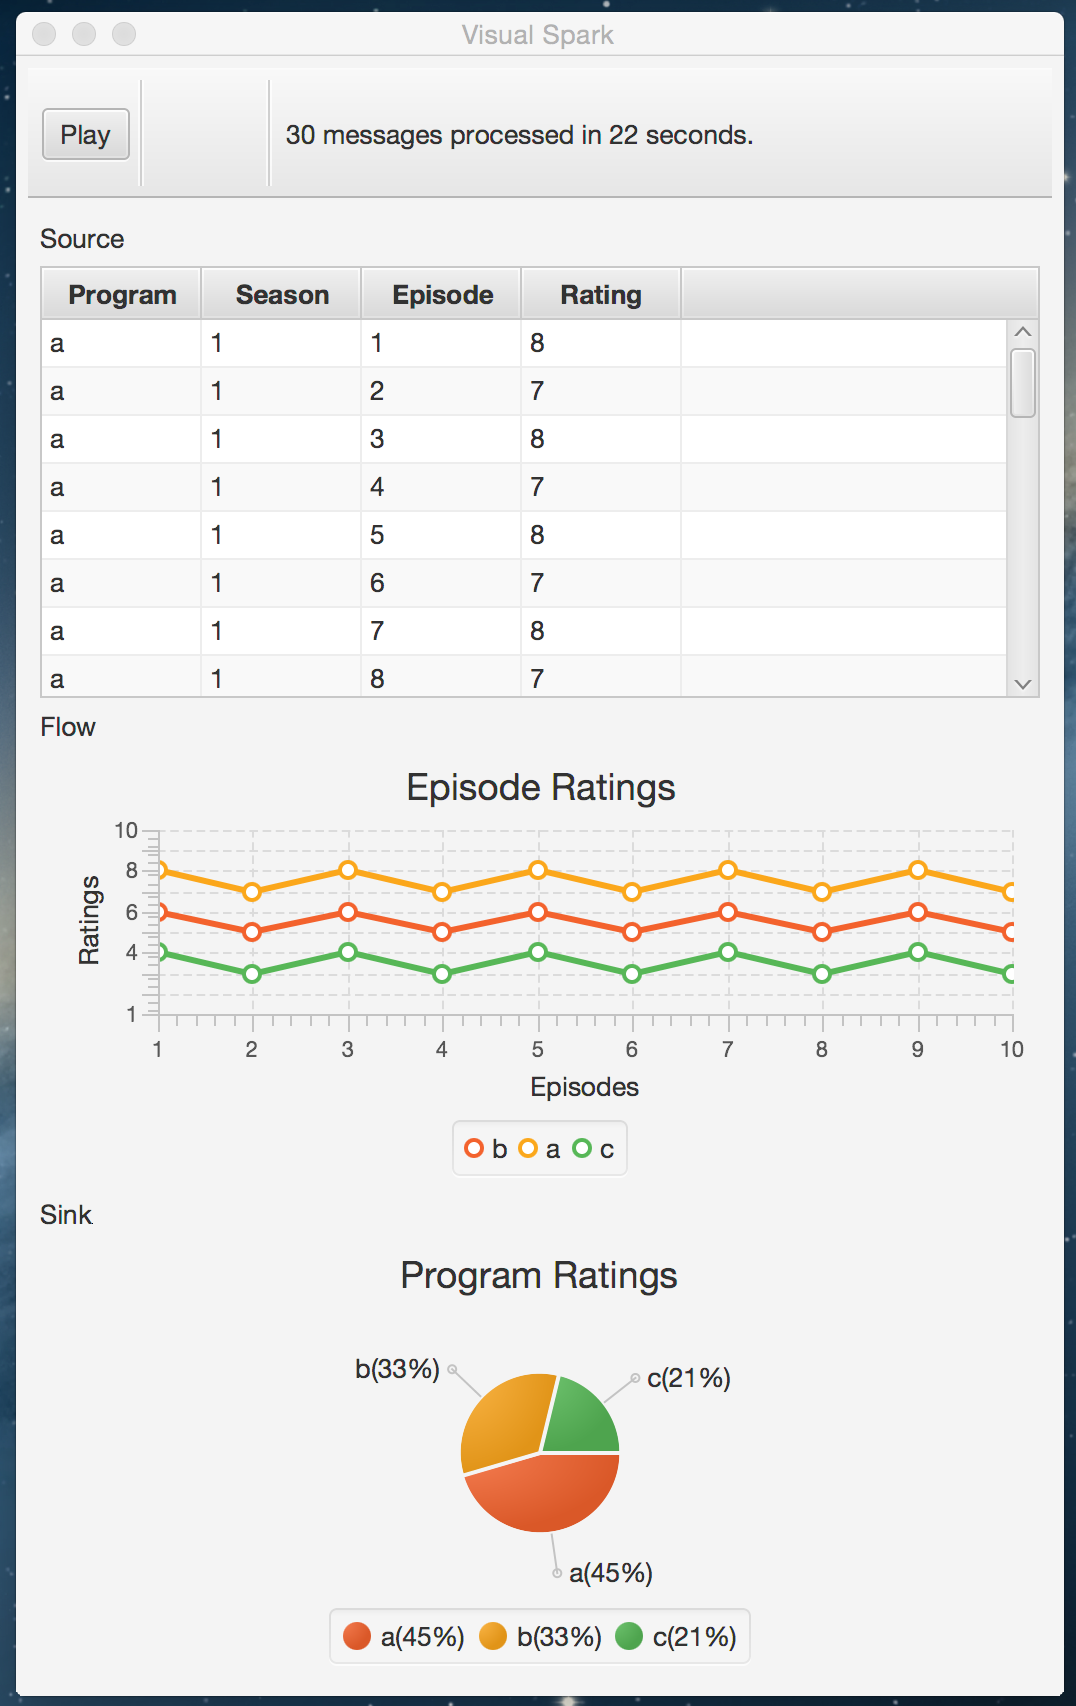 Visual Spark
Play
30 messages processed in 22 seconds.
Source
Program Season Episode Rating
a 1 1 8
a 1 2 7
a 1 3 8
a 1 4 7
a 1 5 8
a 1 6 7
a 1 7 8
a 1 8 7
Flow
Episode Ratings
10
8
6
4
1
Ratings
1 2 3 4 5 6 7 8 9 10
Episodes
b a c
Sink
Program Ratings
b(33%)
c(21%)
a(45%)
a(45%) b(33%) c(21%)